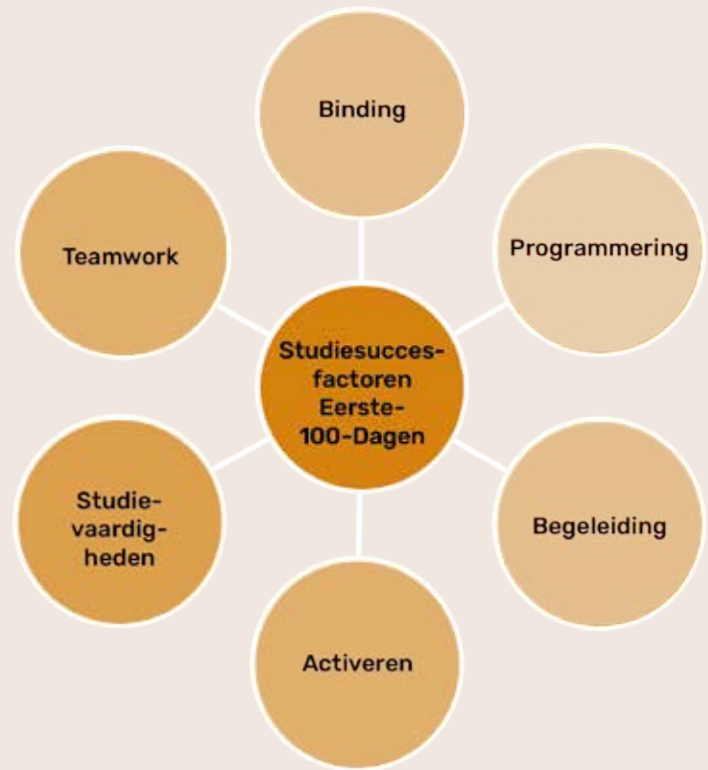 Binding
Programmering
Teamwork
Studiesucces-
factoren
Eerste-
100-Dagen
Studie-
vaardig-
heden
Begeleiding
Activeren